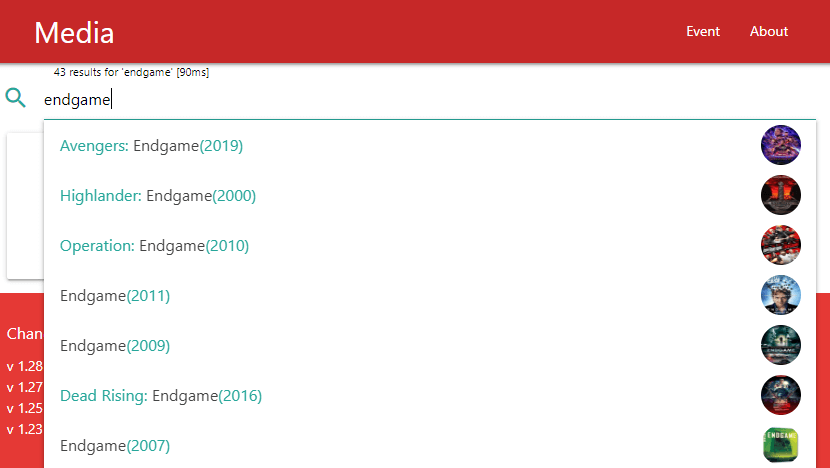 Media
Event
About
43 results for 'endgame' [90ms]
endgame
Avengers: Endgame(2019)
Highlander: Endgame(2000)
Operation: Endgame(2010)
Endgame(2011)
Endgame(2009)
Dead Rising: Endgame(2016)
Endgame(2007)
Chan
v 1.28
v 1.27
v 1.25
v 1.23
ENDGAME
ENDGAME